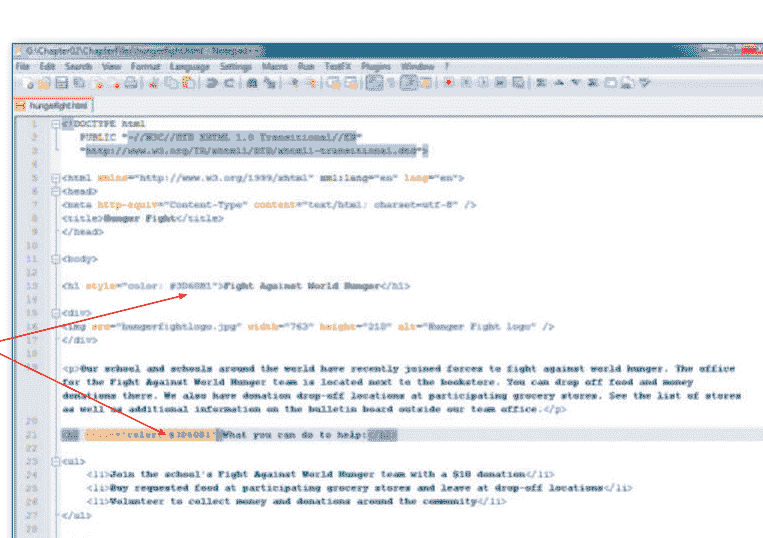 G:\Chapter02\ChapterFiles\hungerfight.html - Notepad++
File Edit Search View Format Language Settings Macro Run TextFX Plugins Window ?
hungerfight.html
1 <!DOCTYPE html
2 PUBLIC "-//W3C//DTD XHTML 1.0 Transitional//EN"
3 "http://www.w3.org/TR/xhtml1/DTD/xhtml1-transitional.dtd">
4
5 <html xmlns="http://www.w3.org/1999/xhtml" xml:lang="en" lang="en">
6 <head>
7 <meta http-equiv="Content-Type" content="text/html; charset=utf-8" />
8 <title>Hunger Fight</title>
9 </head>
10
11 <body>
12
13 <h1 style="color: #3D60B1">Fight Against World Hunger</h1>
14
15 <div>
16 <img src="hungerfightlogo.jpg" width="763" height="210" alt="Hunger Fight logo" />
17 </div>
18
19 <p>Our school and schools around the world have recently joined forces to fight against world hunger. The office
for the Fight Against World Hunger team is located next to the bookstore. You can drop off food and money
donations there. We also have donation drop-off locations at participating grocery stores. See the list of stores
as well as additional information on the bulletin board outside our team office.</p>
20
21 "color: #3D60B1">What you can do to help:
22
23 <ul>
24 <li>Join the school's Fight Against World Hunger team with a $10 donation</li>
25 <li>Buy requested food at participating grocery stores and leave at drop-off locations</li>
26 <li>Volunteer to collect money and donations around the community</li>
27 </ul>
28